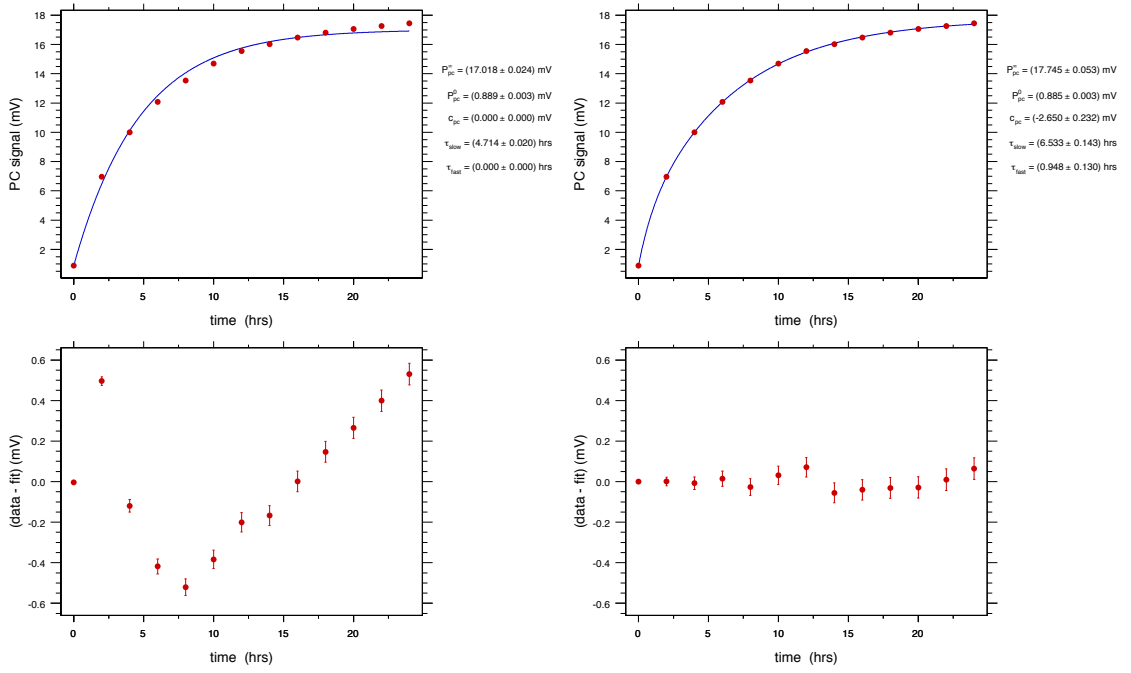 18
16
14
12
10
8
6
4
2
PC signal (mV)
0
5
10
15
20
time (hrs)
P∞pc = (17.018 ± 0.024) mV
P0pc = (0.889 ± 0.003) mV
cpc = (0.000 ± 0.000) mV
τslow = (4.714 ± 0.020) hrs
τfast = (0.000 ± 0.000) hrs
18
16
14
12
10
8
6
4
2
PC signal (mV)
0
5
10
15
20
time (hrs)
P∞pc = (17.745 ± 0.053) mV
P0pc = (0.885 ± 0.003) mV
cpc = (-2.650 ± 0.232) mV
τslow = (6.533 ± 0.143) hrs
τfast = (0.948 ± 0.130) hrs
0.6
0.4
0.2
0.0
-0.2
-0.4
-0.6
(data - fit) (mV)
0
5
10
15
20
time (hrs)
0.6
0.4
0.2
0.0
-0.2
-0.4
-0.6
(data - fit) (mV)
0
5
10
15
20
time (hrs)